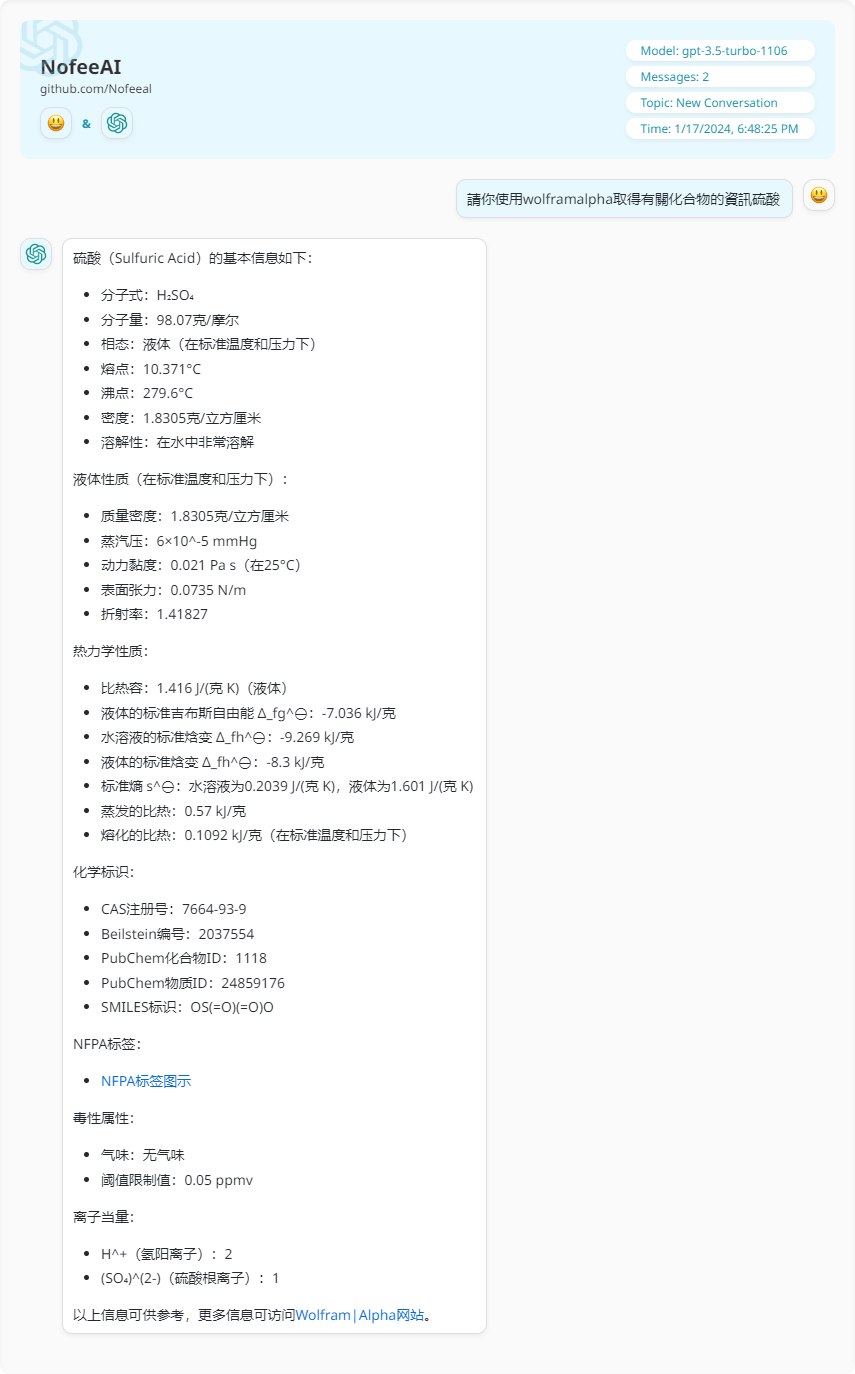 NofeeAI
github.com/Nofeeal
&
Model: gpt-3.5-turbo-1106
Messages: 2
Topic: New Conversation
Time: 1/17/2024, 6:48:25 PM
請你使用wolframalpha取得有關化合物的資訊硫酸
硫酸（Sulfuric Acid）的基本信息如下：
分子式：H₂SO₄
分子量：98.07克/摩尔
相态：液体（在标准温度和压力下）
熔点：10.371°C
沸点：279.6°C
密度：1.8305克/立方厘米
溶解性：在水中非常溶解
液体性质（在标准温度和压力下）：
质量密度：1.8305克/立方厘米
蒸汽压：6×10^-5 mmHg
动力黏度：0.021 Pa s（在25°C）
表面张力：0.0735 N/m
折射率：1.41827
热力学性质：
比热容：1.416 J/(克 K)（液体）
液体的标准吉布斯自由能 Δ_fg^⊖：-7.036 kJ/克
水溶液的标准焓变 Δ_fh^⊖：-9.269 kJ/克
液体的标准焓变 Δ_fh^⊖：-8.3 kJ/克
标准熵 s^⊖：水溶液为0.2039 J/(克 K)，液体为1.601 J/(克 K)
蒸发的比热：0.57 kJ/克
熔化的比热：0.1092 kJ/克（在标准温度和压力下）
化学标识：
CAS注册号：7664-93-9
Beilstein编号：2037554
PubChem化合物ID：1118
PubChem物质ID：24859176
SMILES标识：OS(=O)(=O)O
NFPA标签：
NFPA标签图示
毒性属性：
气味：无气味
阈值限制值：0.05 ppmv
离子当量：
H^+（氢阳离子）：2
(SO₄)^(2-)（硫酸根离子）：1
以上信息可供参考，更多信息可访问Wolfram|Alpha网站。